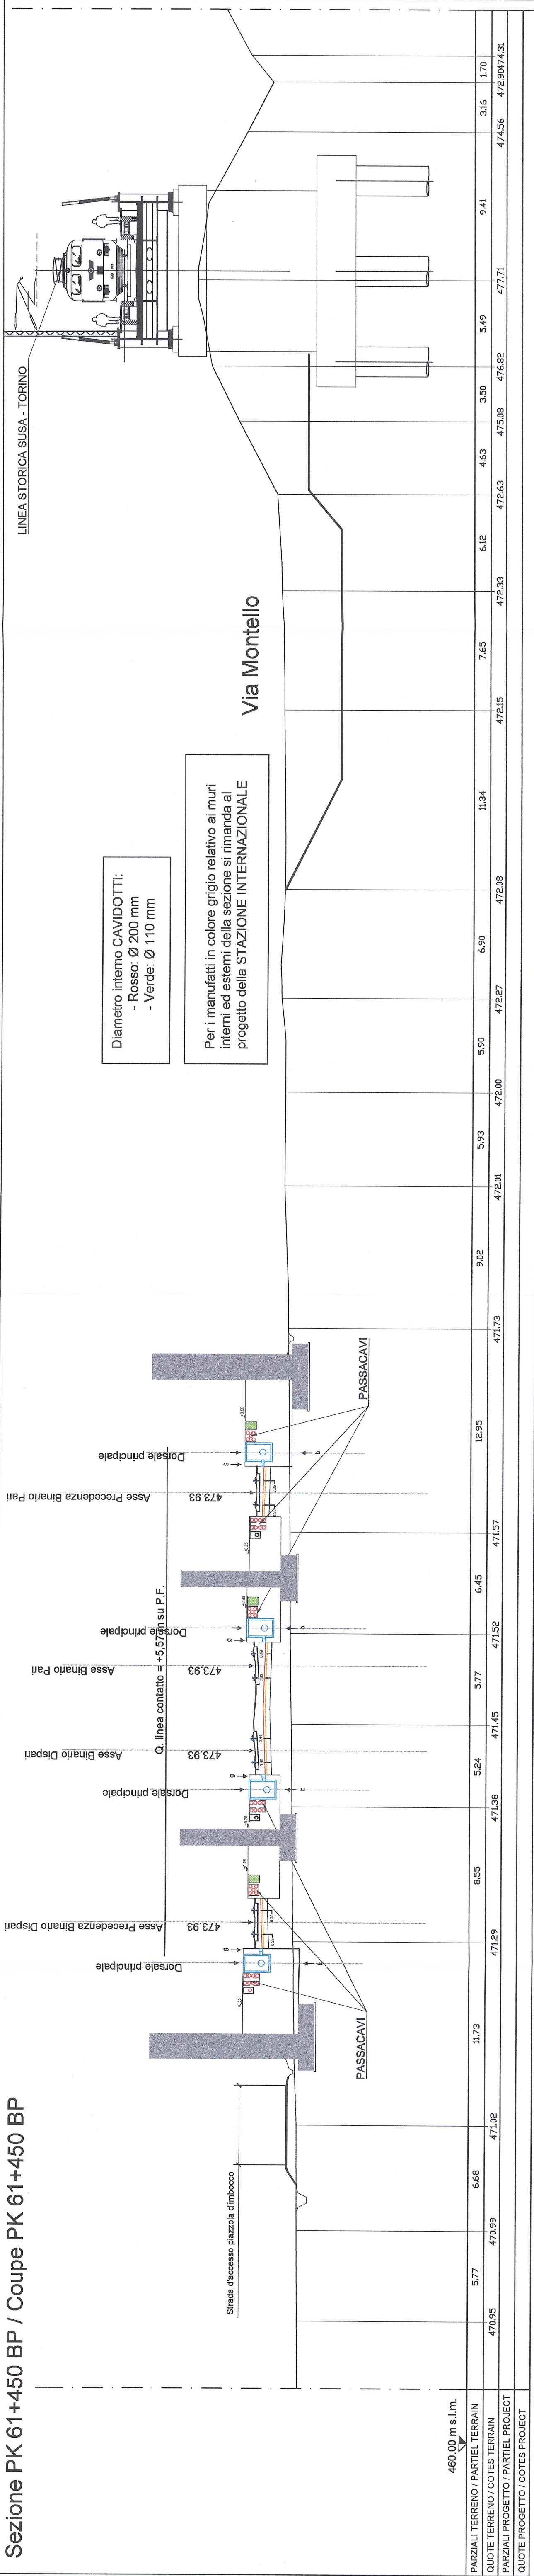 Sezione PK 61+450 BP / Coupe PK 61+450 BP
LINEA STORICA SUSA - TORINO
Via Montello
Diametro interno CAVIDOTTI:
- Rosso: Ø 200 mm
- Verde: Ø 110 mm
Per i manufatti in colore grigio relativo ai muri
interni ed esterni della sezione si rimanda al
progetto della STAZIONE INTERNAZIONALE
Strada d'accesso piazzola d'imbocco
Dorsale principale
Asse Precedenza Binario Dispari
473.93
Dorsale principale
Asse Binario Dispari
473.93
Q. linea contatto = +5,57m su P.F.
Asse Binario Pari
473.93
Dorsale principale
Asse Precedenza Binario Pari
473.93
Dorsale principale
PASSACAVI
PASSACAVI
460.00 m s.l.m.
PARZIALI TERRENO / PARTIEL TERRAIN
5.77 6.68 11.73 8.55 5.24 5.77 6.45 12.95 9.02 5.93 5.90 6.90 11.34 7.65 6.12 4.63 3.50 5.49 9.41 3.16 1.70
QUOTE TERRENO / COTES TERRAIN
470.95 470.99 471.02 471.29 471.38 471.45 471.52 471.57 471.73 472.01 472.00 472.27 472.08 472.15 472.33 472.63 475.08 476.82 477.71 474.56 472.90 474.31
PARZIALI PROGETTO / PARTIEL PROJECT
QUOTE PROGETTO / COTES PROJECT